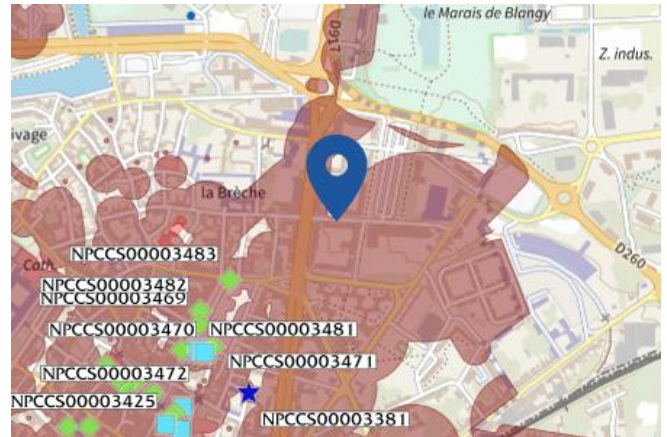 le Marais de Blangy
D917
Z. indus.
ivage
la Brèche
NPCCS00003483
Cath.
D260
NPCCS00003482
NPCCS00003469
NPCCS00003470
NPCCS00003481
NPCCS00003471
NPCCS00003472
NPCCS00003425
NPCCS00003381